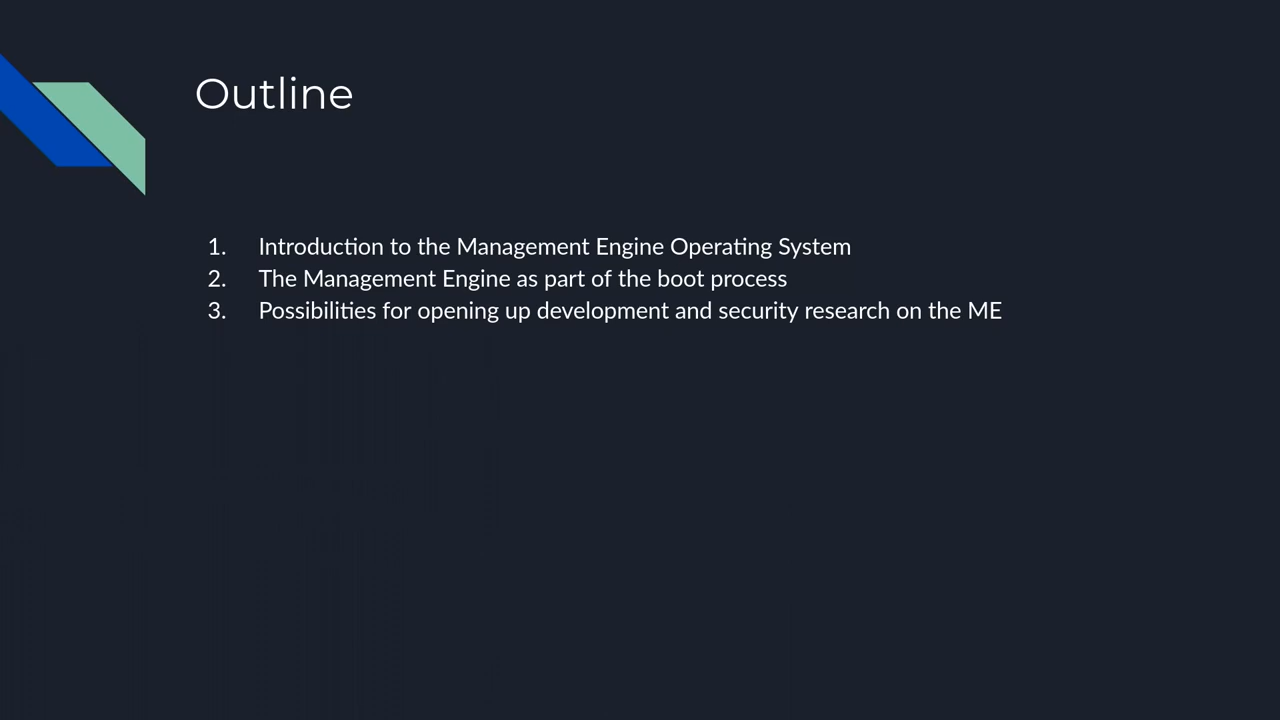 Outline
1. Introduction to the Management Engine Operating System
2. The Management Engine as part of the boot process
3. Possibilities for opening up development and security research on the ME